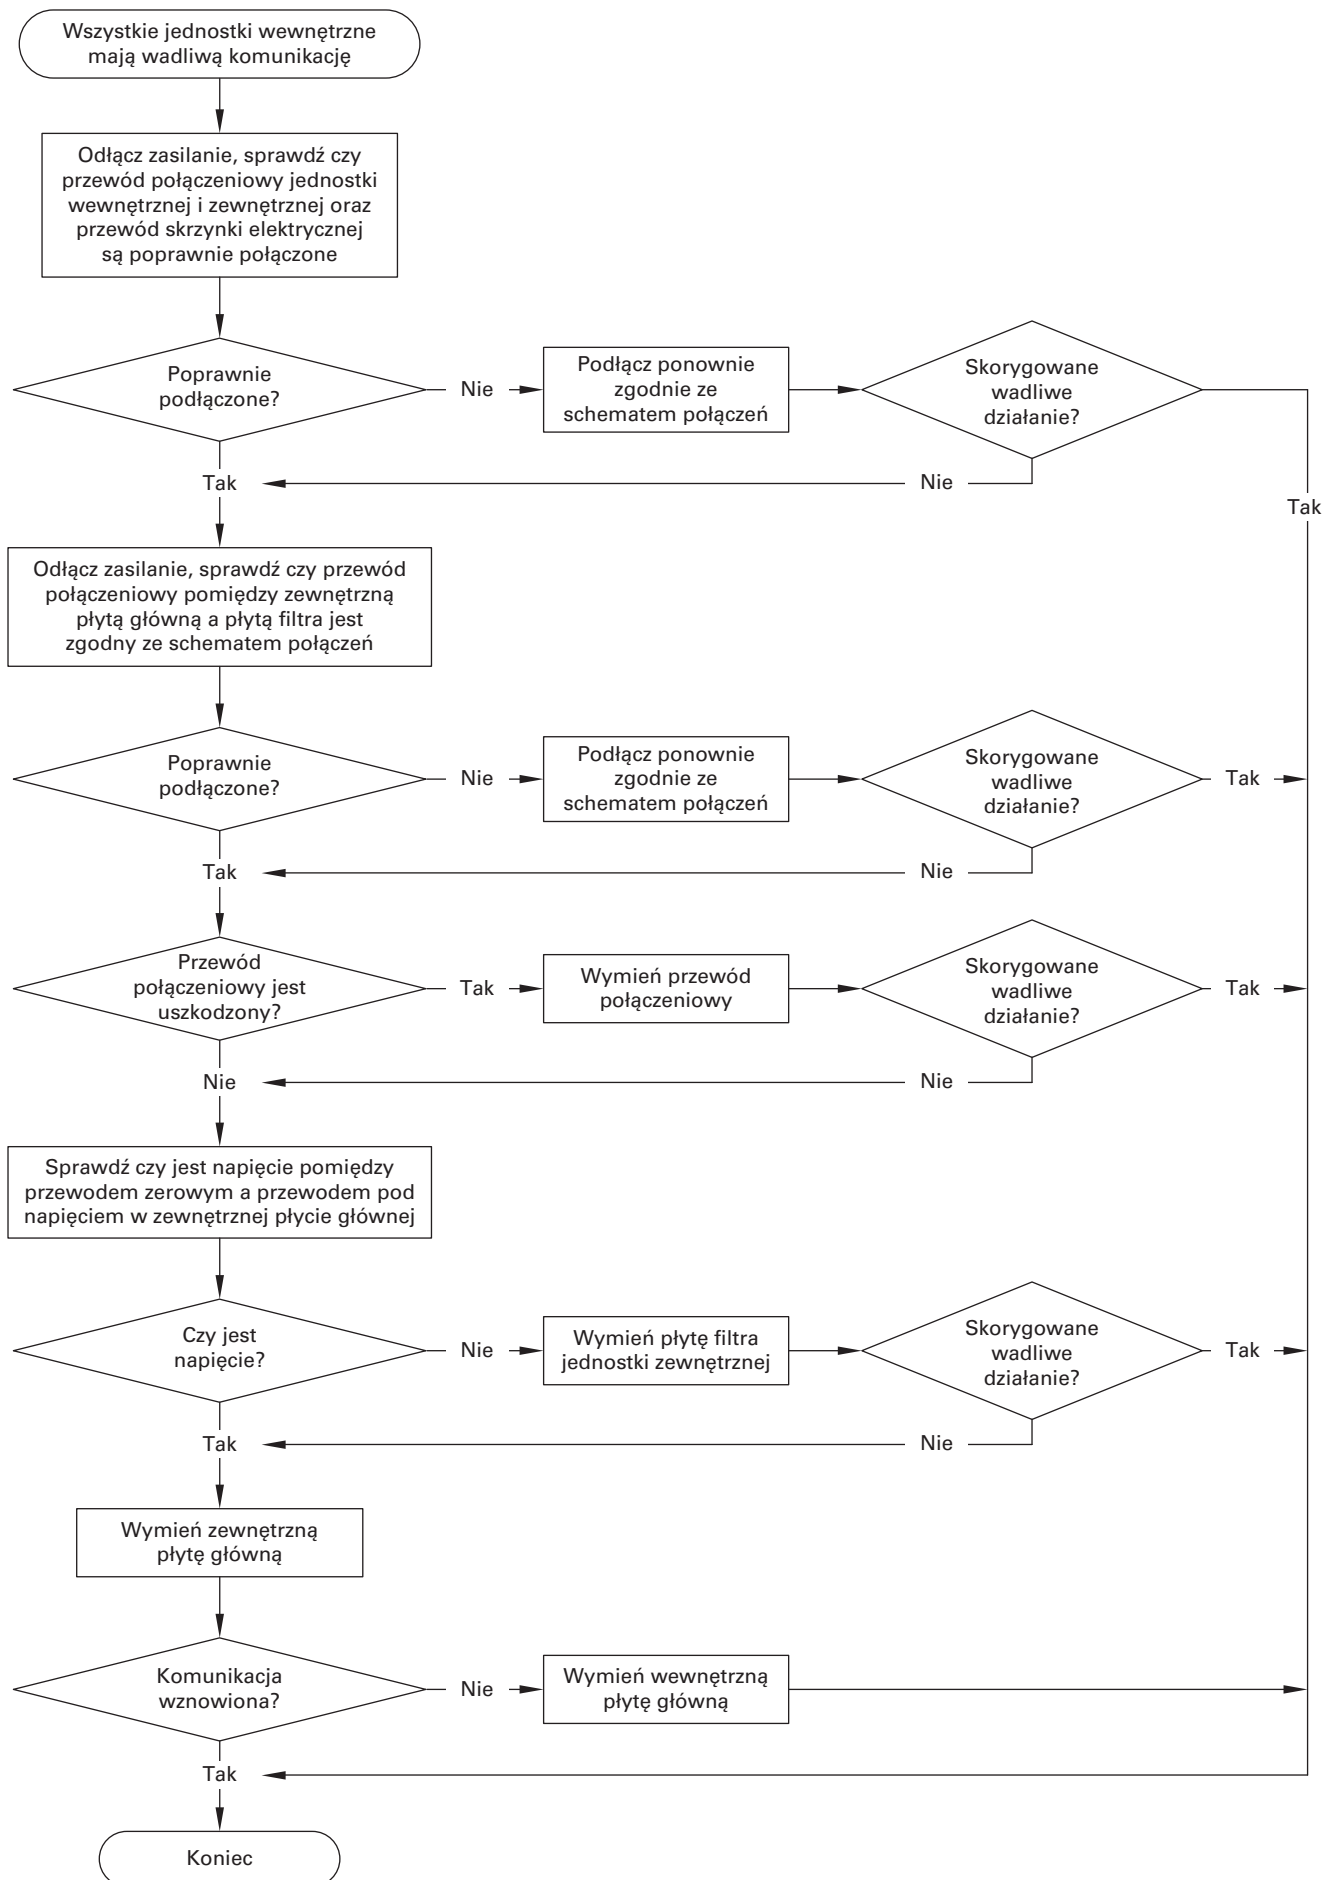 Wszystkie jednostki wewnętrzne
mają wadliwą komunikację
Odłącz zasilanie, sprawdź czy
przewód połączeniowy jednostki
wewnętrznej i zewnętrznej oraz
przewód skrzynki elektrycznej
są poprawnie połączone
Poprawnie
podłączone?
Nie
Podłącz ponownie
zgodnie ze
schematem połączeń
Skorygowane
wadliwe
działanie?
Tak
Nie
Tak
Odłącz zasilanie, sprawdź czy przewód
połączeniowy pomiędzy zewnętrzną
płytą główną a płytą filtra jest
zgodny ze schematem połączeń
Poprawnie
podłączone?
Nie
Podłącz ponownie
zgodnie ze
schematem połączeń
Skorygowane
wadliwe
działanie?
Tak
Tak
Nie
Przewód
połączeniowy jest
uszkodzony?
Tak
Wymień przewód
połączeniowy
Skorygowane
wadliwe
działanie?
Tak
Nie
Nie
Sprawdź czy jest napięcie pomiędzy
przewodem zerowym a przewodem pod
napięciem w zewnętrznej płycie głównej
Czy jest
napięcie?
Nie
Wymień płytę filtra
jednostki zewnętrznej
Skorygowane
wadliwe
działanie?
Tak
Tak
Nie
Wymień zewnętrzną
płytę główną
Komunikacja
wznowiona?
Nie
Wymień wewnętrzną
płytę główną
Tak
Koniec